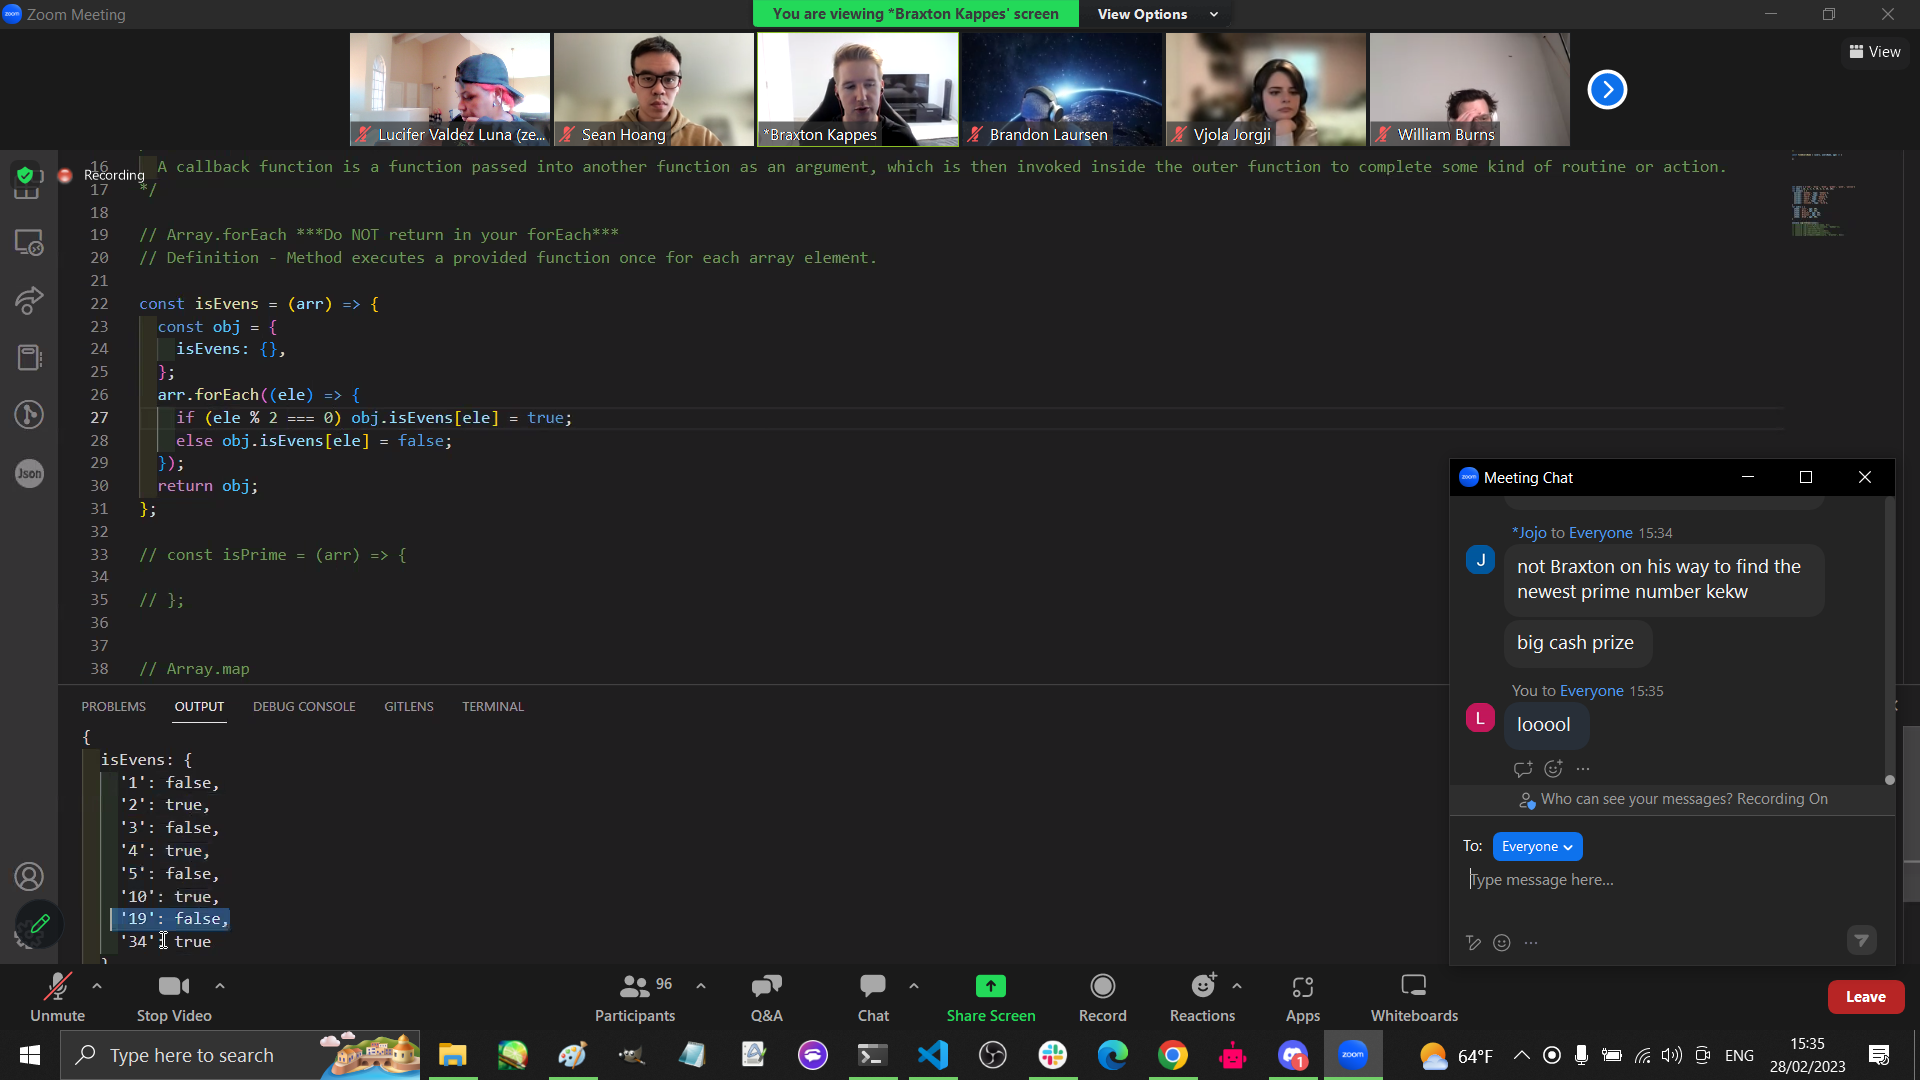 Zoom Meeting
You are viewing *Braxton Kappes' screen
View Options
View
Lucifer Valdez Luna (ze...
Sean Hoang
*Braxton Kappes
Brandon Laursen
Vjola Jorgji
William Burns
Recording
16 A callback function is a function passed into another function as an argument, which is then invoked inside the outer function to complete some kind of routine or action.
17 */
18
19 // Array.forEach ***Do NOT return in your forEach***
20 // Definition - Method executes a provided function once for each array element.
21
22 const isEvens = (arr) => {
23 const obj = {
24 isEvens: {},
25 };
26 arr.forEach((ele) => {
27 if (ele % 2 === 0) obj.isEvens[ele] = true;
28 else obj.isEvens[ele] = false;
29 });
30 return obj;
31 };
32
33 // const isPrime = (arr) => {
34
35 // };
36
37
38 // Array.map
Json
PROBLEMS OUTPUT DEBUG CONSOLE GITLENS TERMINAL
{
isEvens: {
'1': false,
'2': true,
'3': false,
'4': true,
'5': false,
'10': true,
'19': false,
'34': true
}
zoom Meeting Chat
*Jojo to Everyone 15:34
J
not Braxton on his way to find the
newest prime number kekw
big cash prize
You to Everyone 15:35
L
looool
Who can see your messages? Recording On
To: Everyone
Type message here...
Unmute
Stop Video
96
Participants
Q&A
Chat
Share Screen
Record
Reactions
Apps
Whiteboards
Leave
Type here to search
1
zoom
64°F
ENG
15:35
28/02/2023